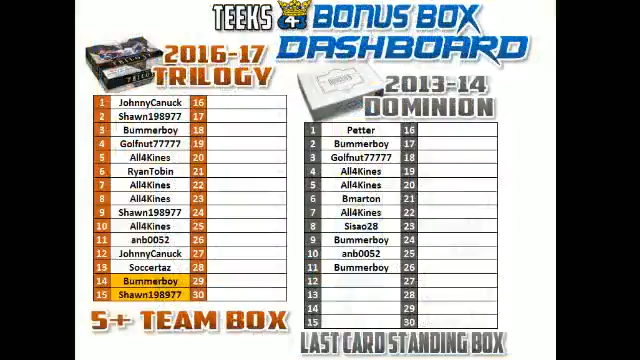 TEEKS 4 BONUS BOX
DASHBOARD
2016-17
TRILOGY
1 JohnnyCanuck 16
2 Shawn198977 17
3 Bummerboy 18
4 Golfnut77777 19
5 All4Kines 20
6 RyanTobin 21
7 All4Kines 22
8 All4Kines 23
9 Shawn198977 24
10 All4Kines 25
11 anb0052 26
12 JohnnyCanuck 27
13 Soccertaz 28
14 Bummerboy 29
15 Shawn198977 30
5+ TEAM BOX
2013-14
DOMINION
1 Petter 16
2 Bummerboy 17
3 Golfnut77777 18
4 All4Kines 19
5 All4Kines 20
6 Bmarton 21
7 All4Kines 22
8 Sisao28 23
9 Bummerboy 24
10 anb0052 25
11 Bummerboy 26
12 27
13 28
14 29
15 30
LAST CARD STANDING BOX